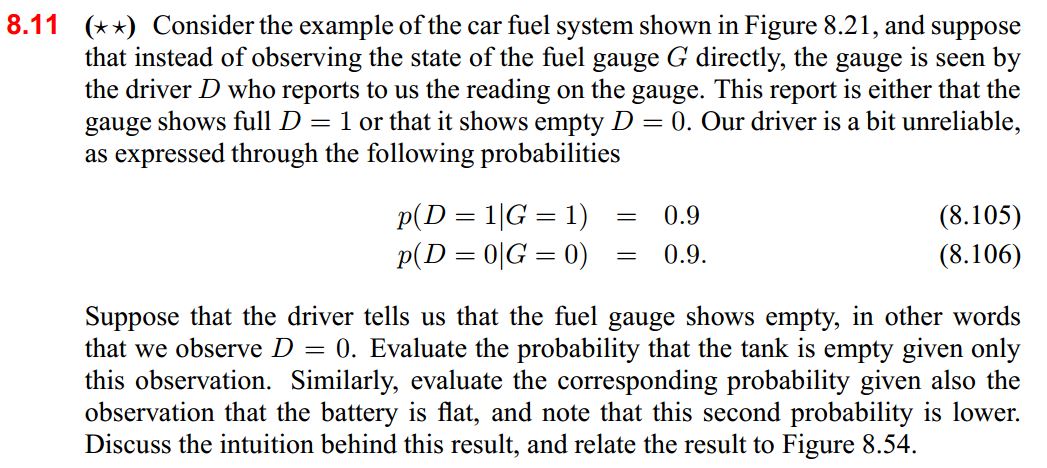 8.11 (⋆⋆) Consider the example of the car fuel system shown in Figure 8.21, and suppose
that instead of observing the state of the fuel gauge G directly, the gauge is seen by
the driver D who reports to us the reading on the gauge. This report is either that the
gauge shows full D = 1 or that it shows empty D = 0. Our driver is a bit unreliable,
as expressed through the following probabilities
p(D = 1|G = 1) = 0.9 (8.105)
p(D = 0|G = 0) = 0.9. (8.106)
Suppose that the driver tells us that the fuel gauge shows empty, in other words
that we observe D = 0. Evaluate the probability that the tank is empty given only
this observation. Similarly, evaluate the corresponding probability given also the
observation that the battery is flat, and note that this second probability is lower.
Discuss the intuition behind this result, and relate the result to Figure 8.54.